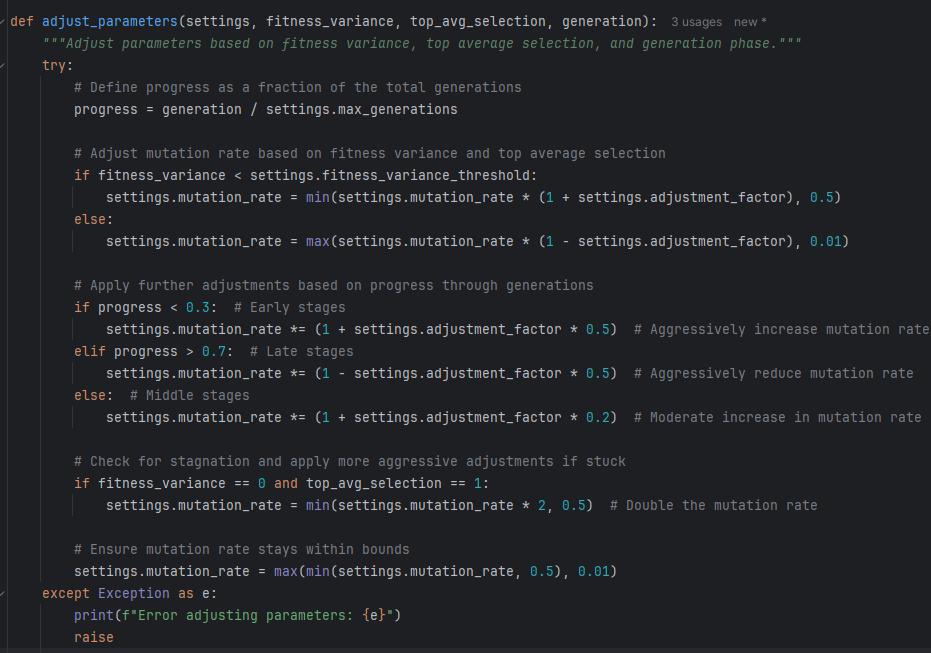 def adjust_parameters(settings, fitness_variance, top_avg_selection, generation): 3 usages new *
    """Adjust parameters based on fitness variance, top average selection, and generation phase."""
    try:
        # Define progress as a fraction of the total generations
        progress = generation / settings.max_generations

        # Adjust mutation rate based on fitness variance and top average selection
        if fitness_variance < settings.fitness_variance_threshold:
            settings.mutation_rate = min(settings.mutation_rate * (1 + settings.adjustment_factor), 0.5)
        else:
            settings.mutation_rate = max(settings.mutation_rate * (1 - settings.adjustment_factor), 0.01)

        # Apply further adjustments based on progress through generations
        if progress < 0.3:  # Early stages
            settings.mutation_rate *= (1 + settings.adjustment_factor * 0.5)  # Aggressively increase mutation rate
        elif progress > 0.7:  # Late stages
            settings.mutation_rate *= (1 - settings.adjustment_factor * 0.5)  # Aggressively reduce mutation rate
        else:  # Middle stages
            settings.mutation_rate *= (1 + settings.adjustment_factor * 0.2)  # Moderate increase in mutation rate

        # Check for stagnation and apply more aggressive adjustments if stuck
        if fitness_variance == 0 and top_avg_selection == 1:
            settings.mutation_rate = min(settings.mutation_rate * 2, 0.5)  # Double the mutation rate

        # Ensure mutation rate stays within bounds
        settings.mutation_rate = max(min(settings.mutation_rate, 0.5), 0.01)
    except Exception as e:
        print(f"Error adjusting parameters: {e}")
        raise